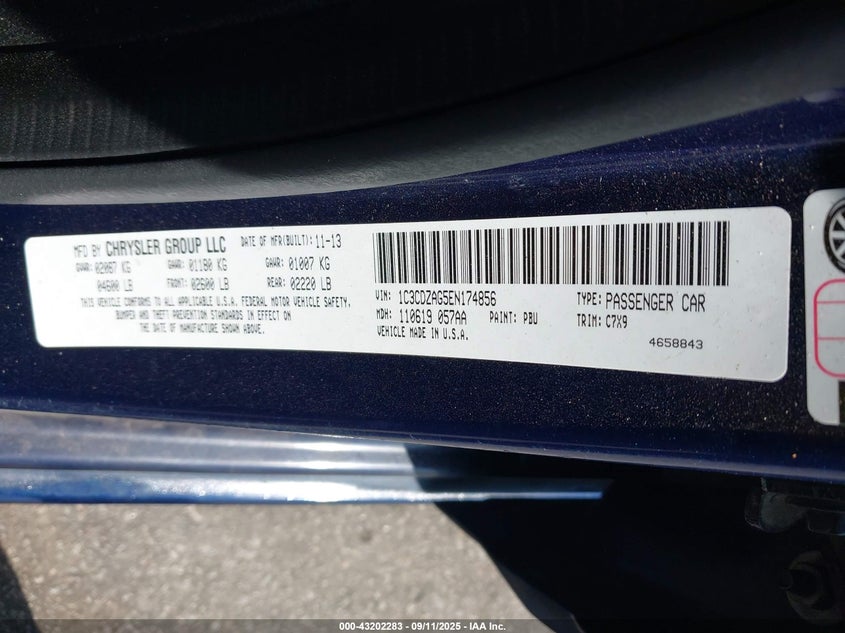 MFD BY CHRYSLER GROUP LLC DATE OF MFR(BUILT): 11-13
GVWR: 02087 KG GAWR: 01180 KG GAWR: 01007 KG
04600 LB FRONT: 02600 LB REAR: 02220 LB
THIS VEHICLE CONFORMS TO ALL APPLICABLE U.S.A. FEDERAL MOTOR VEHICLE SAFETY,
BUMPER AND THEFT PREVENTION STANDARDS IN EFFECT ON
THE DATE OF MANUFACTURE SHOWN ABOVE.
VIN: 1C3CDZAG5EN174856 TYPE: PASSENGER CAR
MDH: 110619 057AA PAINT: PBU TRIM: C7X9
VEHICLE MADE IN U.S.A.
4658843
000-43202283 - 09/11/2025 - IAA Inc.